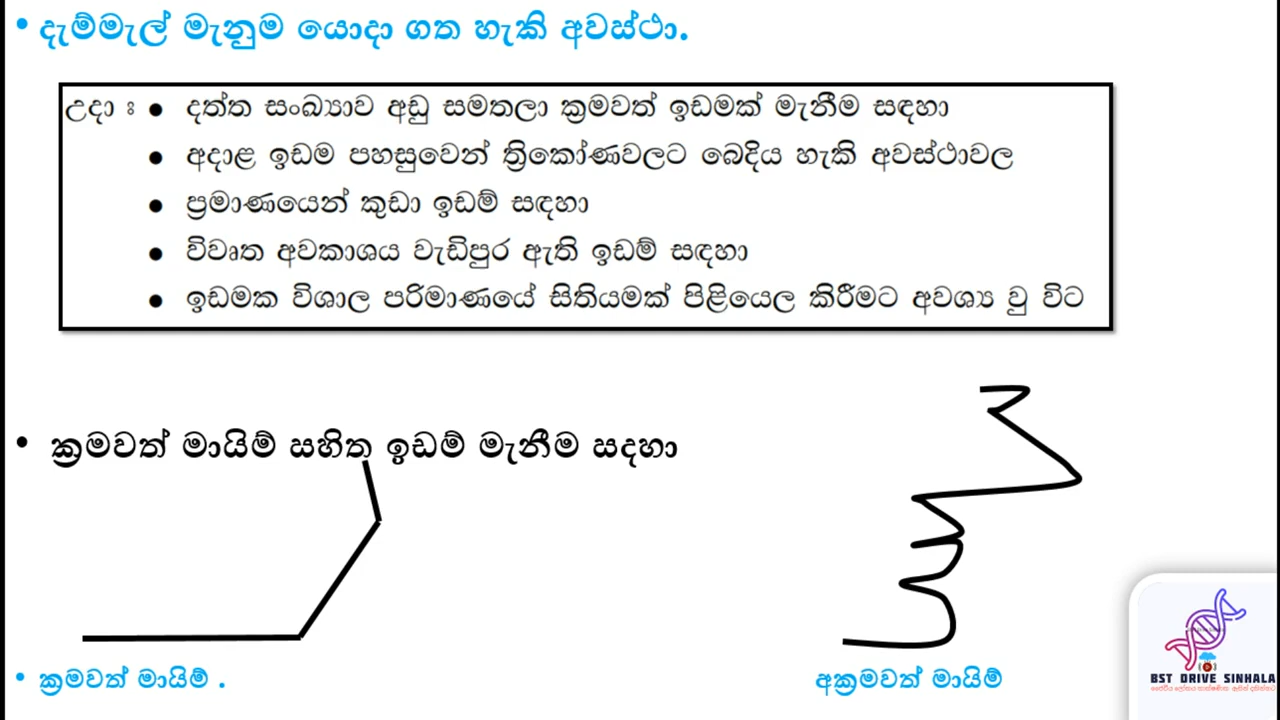 • දැම්මැල් මැනුම යොදා ගත හැකි අවස්ථා.
උදා : ● දත්ත සංඛ්‍යාව අඩු සමතලා ක්‍රමවත් ඉඩමක් මැනීම සඳහා
● අදාළ ඉඩම පහසුවෙන් ත්‍රිකෝණවලට බෙදිය හැකි අවස්ථාවල
● ප්‍රමාණයෙන් කුඩා ඉඩම් සඳහා
● විවෘත අවකාශය වැඩිපුර ඇති ඉඩම් සඳහා
● ඉඩමක විශාල පරිමාණයේ සිතියමක් පිළියෙල කිරීමට අවශ්‍ය වු විට
• ක්‍රමවත් මායිම් සහිත ඉඩම් මැනීම සදහා
• ක්‍රමවත් මායිම් .
අක්‍රමවත් මායිම්
BST DRIVE SINHALA